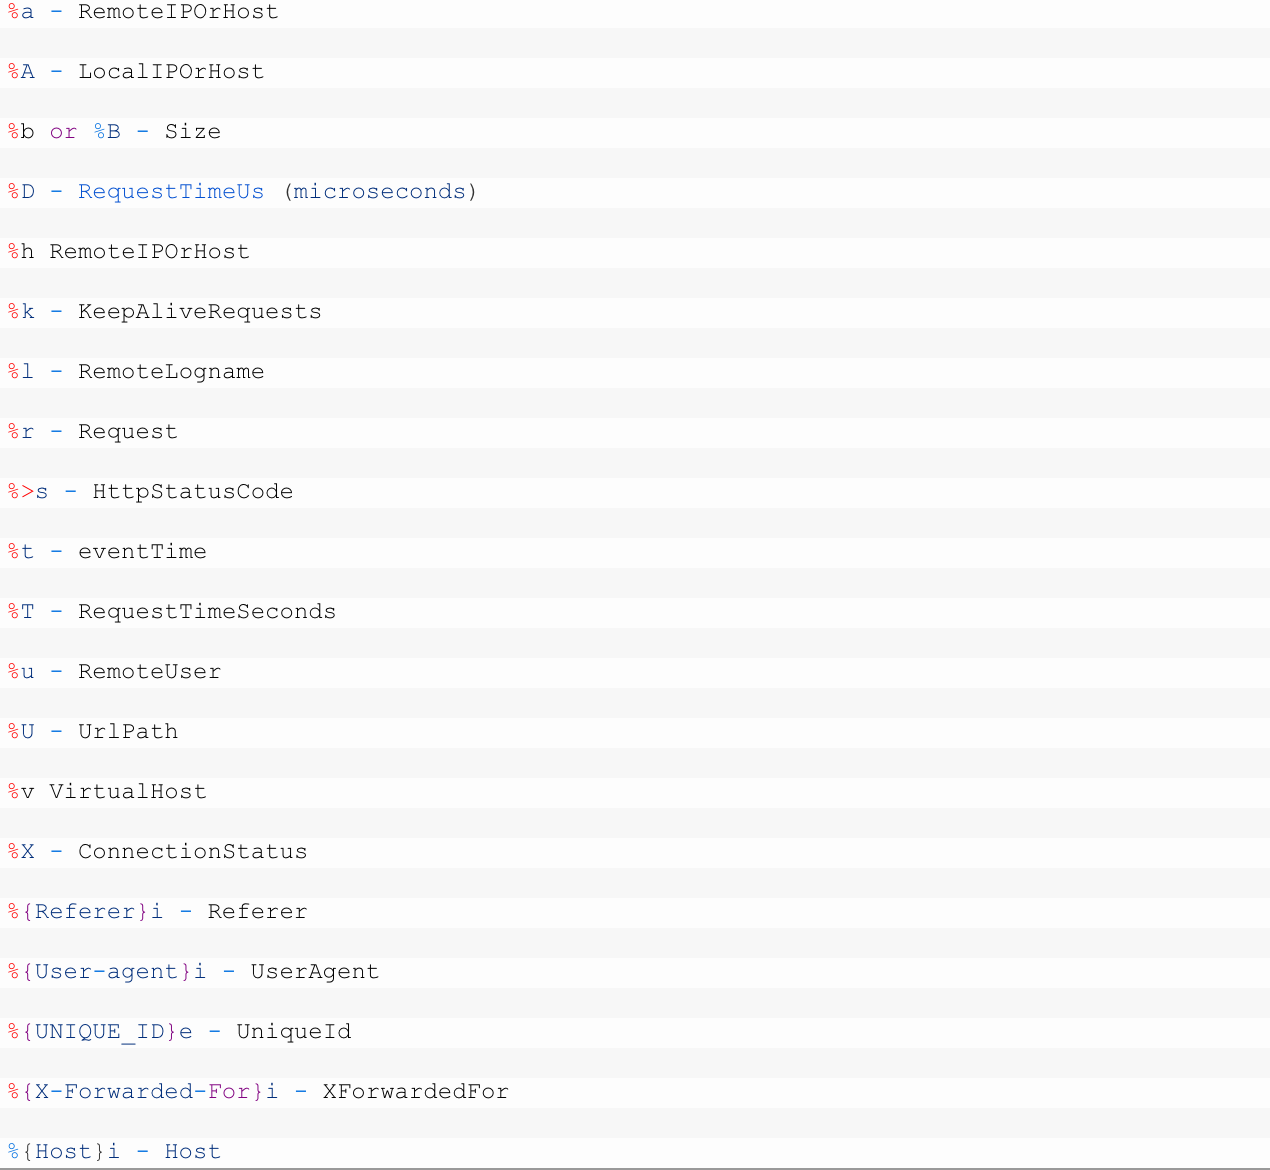 %a - RemoteIPOrHost
%A - LocalIPOrHost
%b or %B - Size
%D - RequestTimeUs (microseconds)
%h RemoteIPOrHost
%k - KeepAliveRequests
%l - RemoteLogname
%r - Request
%>s - HttpStatusCode
%t - eventTime
%T - RequestTimeSeconds
%u - RemoteUser
%U - UrlPath
%v VirtualHost
%X - ConnectionStatus
%{Referer}i - Referer
%{User-agent}i - UserAgent
%{UNIQUE_ID}e - UniqueId
%{X-Forwarded-For}i - XForwardedFor
%{Host}i - Host